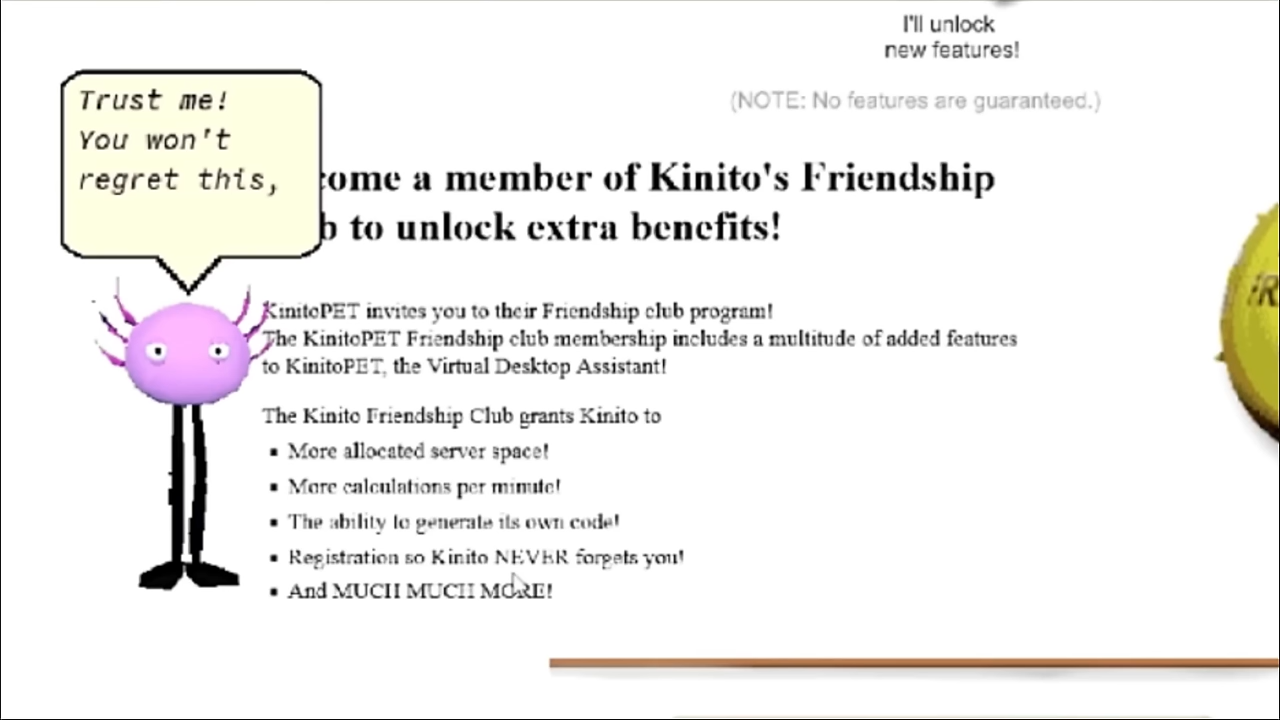 I'll unlock
new features!
(NOTE: No features are guaranteed.)
Trust me!
You won't
regret this,
come a member of Kinito's Friendship
b to unlock extra benefits!
KinitoPET invites you to their Friendship club program!
The KinitoPET Friendship club membership includes a multitude of added features
to KinitoPET, the Virtual Desktop Assistant!
The Kinito Friendship Club grants Kinito to
▪ More allocated server space!
▪ More calculations per minute!
▪ The ability to generate its own code!
▪ Registration so Kinito NEVER forgets you!
▪ And MUCH MUCH MORE!